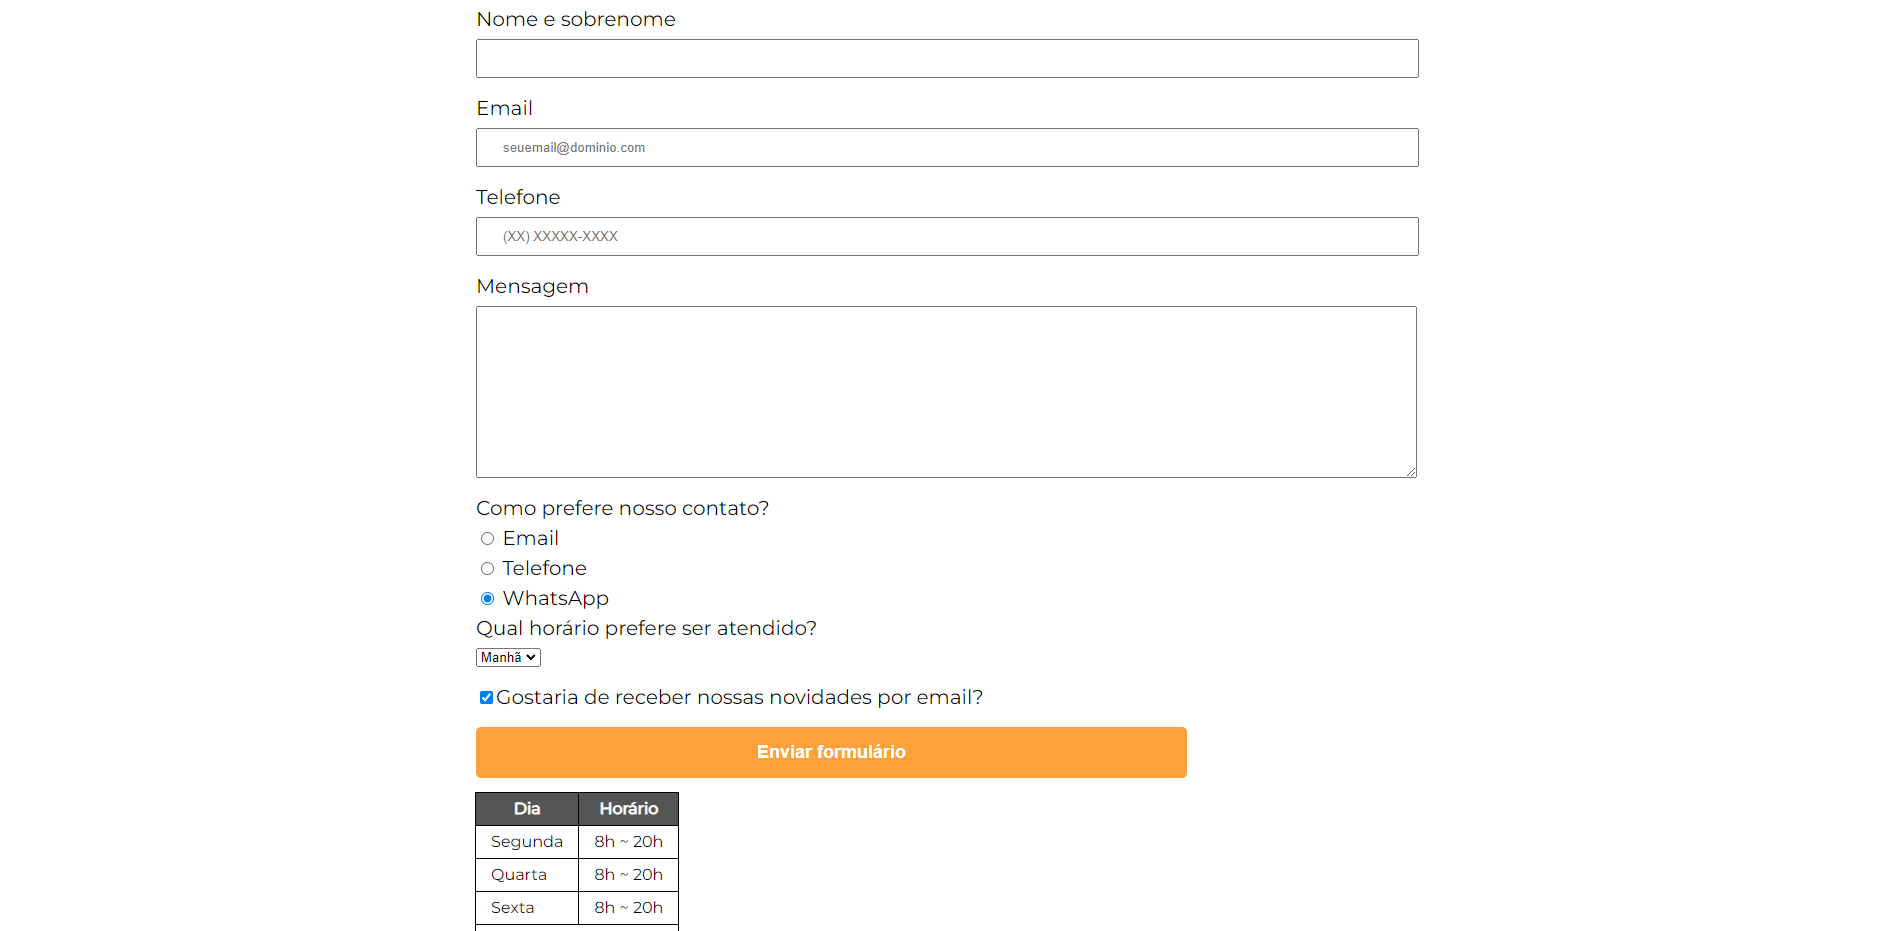 Nome e sobrenome
Email
seuemail@dominio.com
Telefone
(XX) XXXXX-XXXX
Mensagem
Como prefere nosso contato?
Email
Telefone
WhatsApp
Qual horário prefere ser atendido?
Manhã
Gostaria de receber nossas novidades por email?
Enviar formulário
Dia Horário
Segunda 8h ~ 20h
Quarta 8h ~ 20h
Sexta 8h ~ 20h